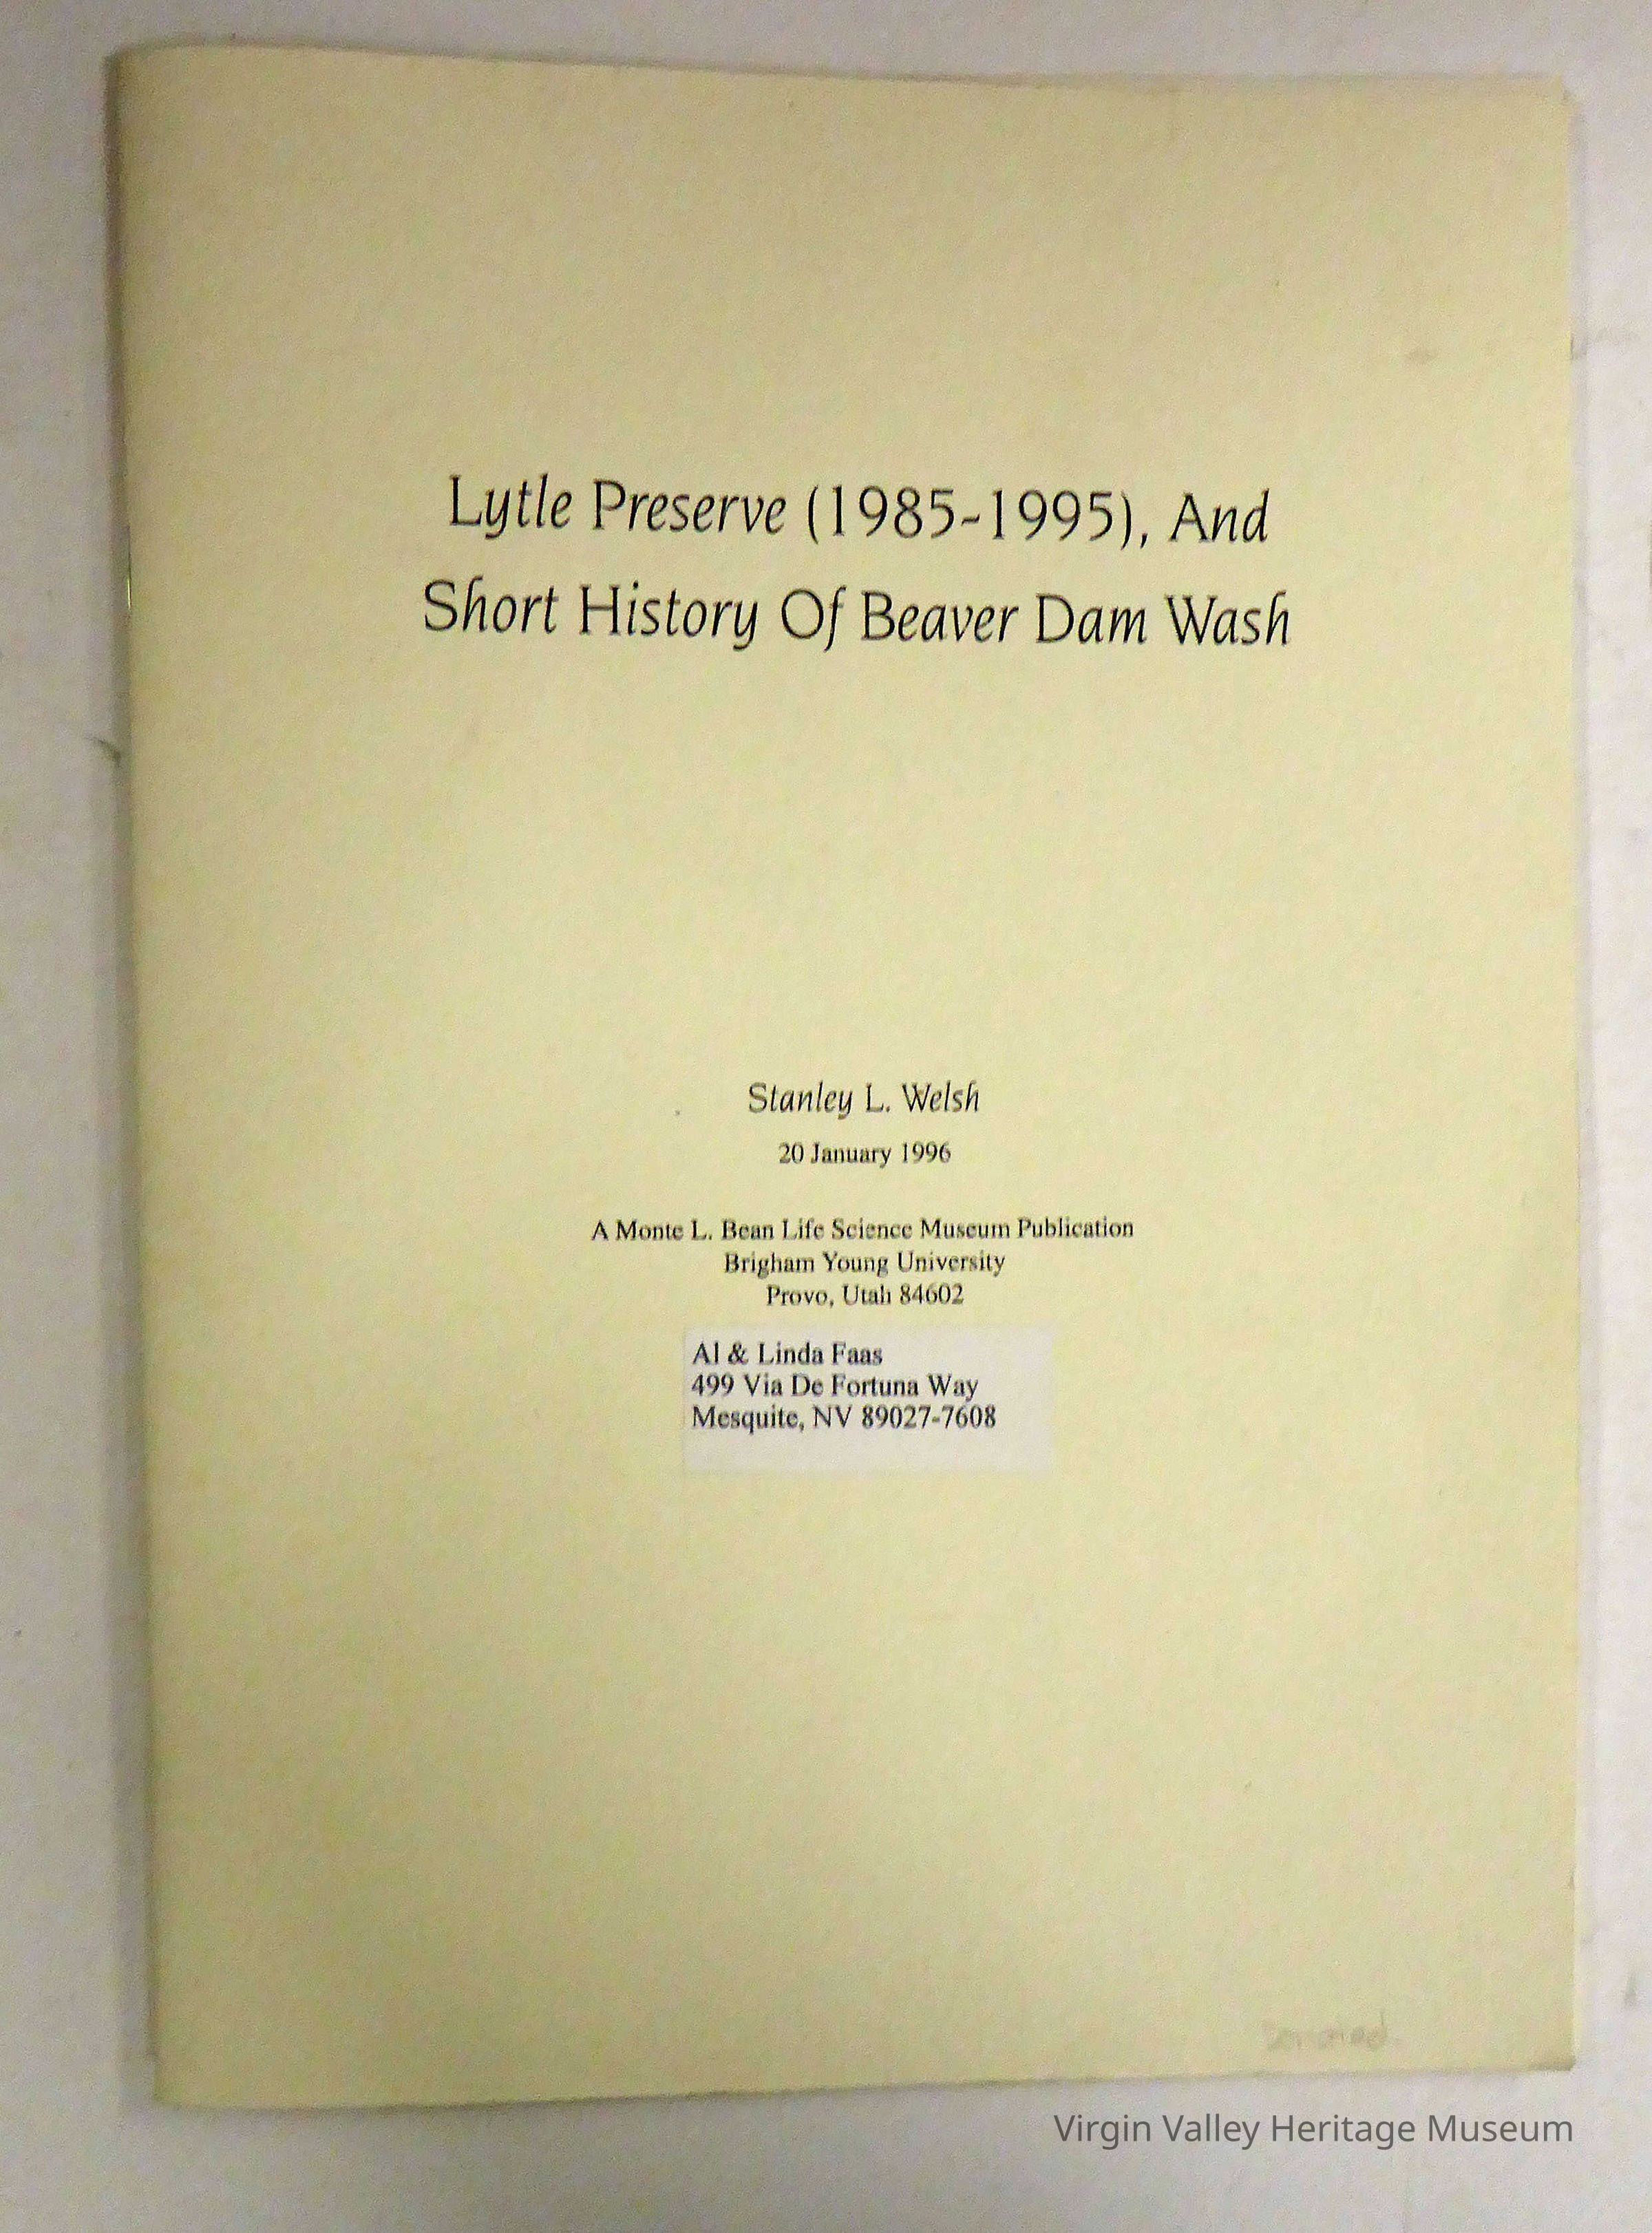 Lytle Preserve (1985-1995), And
Short History Of Beaver Dam Wash
Stanley L. Welsh
20 January 1996
A Monte L. Bean Life Science Museum Publication
Brigham Young University
Provo, Utah 84602
Al & Linda Faas
499 Via De Fortuna Way
Mesquite, NV 89027-7608
Virgin Valley Heritage Museum